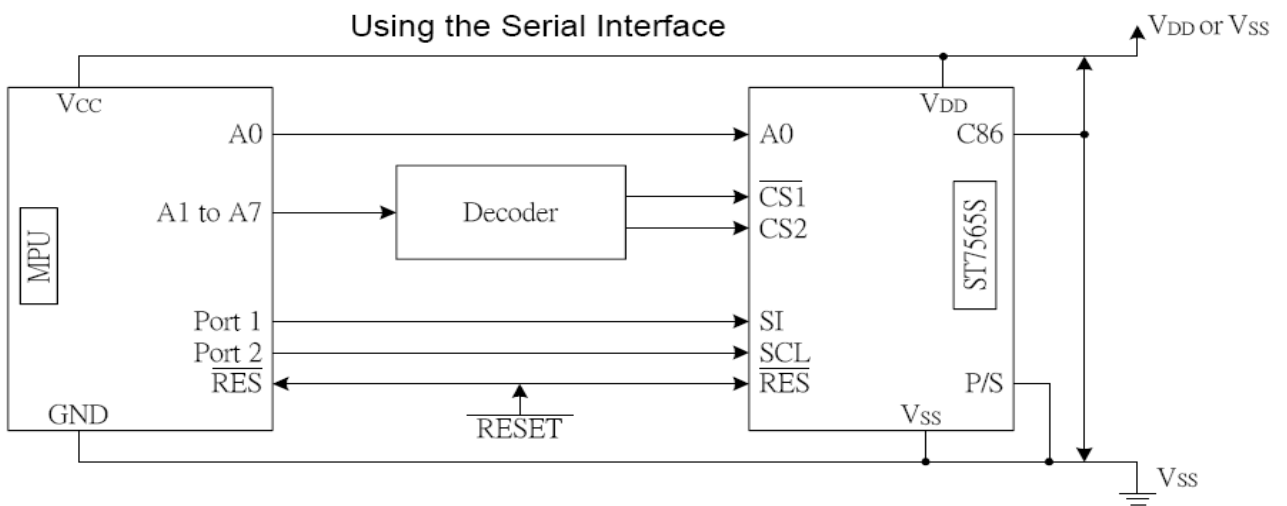 Using the Serial Interface
VDD or VSS
VCC
VDD
A0
A0
C86
A1 to A7
Decoder
CS1
CS2
MPU
ST7565S
Port 1
SI
Port 2
SCL
RES
RES
P/S
GND
RESET
VSS
VSS